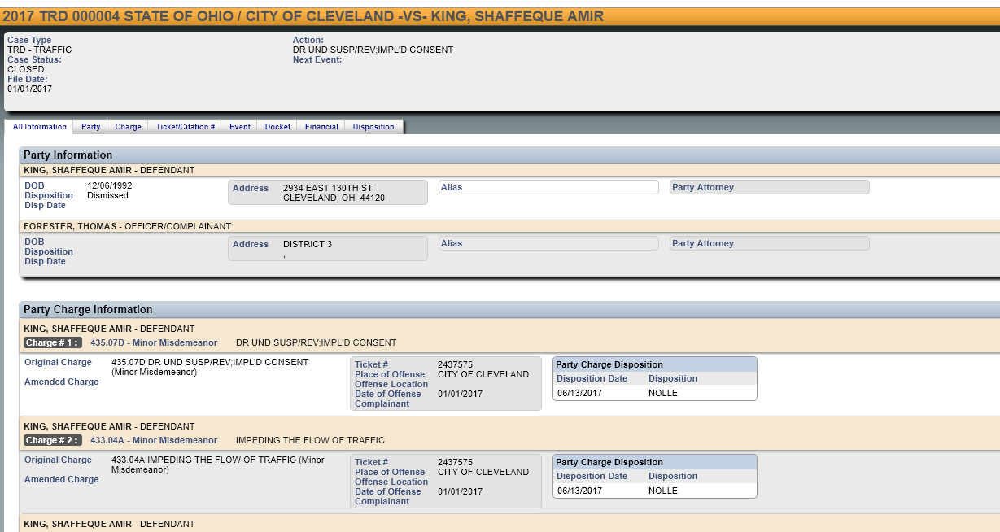 2017 TRD 000004 STATE OF OHIO / CITY OF CLEVELAND -VS- KING, SHAFFEQUE AMIR
Case Type
TRD - TRAFFIC
Case Status:
CLOSED
File Date:
01/01/2017
Action:
DR UND SUSP/REV;IMPL'D CONSENT
Next Event:
All Information Party Charge Ticket/Citation # Event Docket Financial Disposition
Party Information
KING, SHAFFEQUE AMIR - DEFENDANT
DOB 12/06/1992
Disposition Dismissed
Disp Date
Address 2934 EAST 130TH ST
CLEVELAND, OH 44120
Alias
Party Attorney
FORESTER, THOMAS - OFFICER/COMPLAINANT
DOB
Disposition
Disp Date
Address DISTRICT 3
,
Alias
Party Attorney
Party Charge Information
KING, SHAFFEQUE AMIR - DEFENDANT
Charge # 1 : 435.07D - Minor Misdemeanor DR UND SUSP/REV;IMPL'D CONSENT
Original Charge 435.07D DR UND SUSP/REV;IMPL'D CONSENT
(Minor Misdemeanor)
Amended Charge
Ticket # 2437575
Place of Offense CITY OF CLEVELAND
Offense Location
Date of Offense 01/01/2017
Complainant
Party Charge Disposition
Disposition Date Disposition
06/13/2017 NOLLE
KING, SHAFFEQUE AMIR - DEFENDANT
Charge # 2 : 433.04A - Minor Misdemeanor IMPEDING THE FLOW OF TRAFFIC
Original Charge 433.04A IMPEDING THE FLOW OF TRAFFIC (Minor
Misdemeanor)
Amended Charge
Ticket # 2437575
Place of Offense CITY OF CLEVELAND
Offense Location
Date of Offense 01/01/2017
Complainant
Party Charge Disposition
Disposition Date Disposition
06/13/2017 NOLLE
KING, SHAFFEQUE AMIR - DEFENDANT